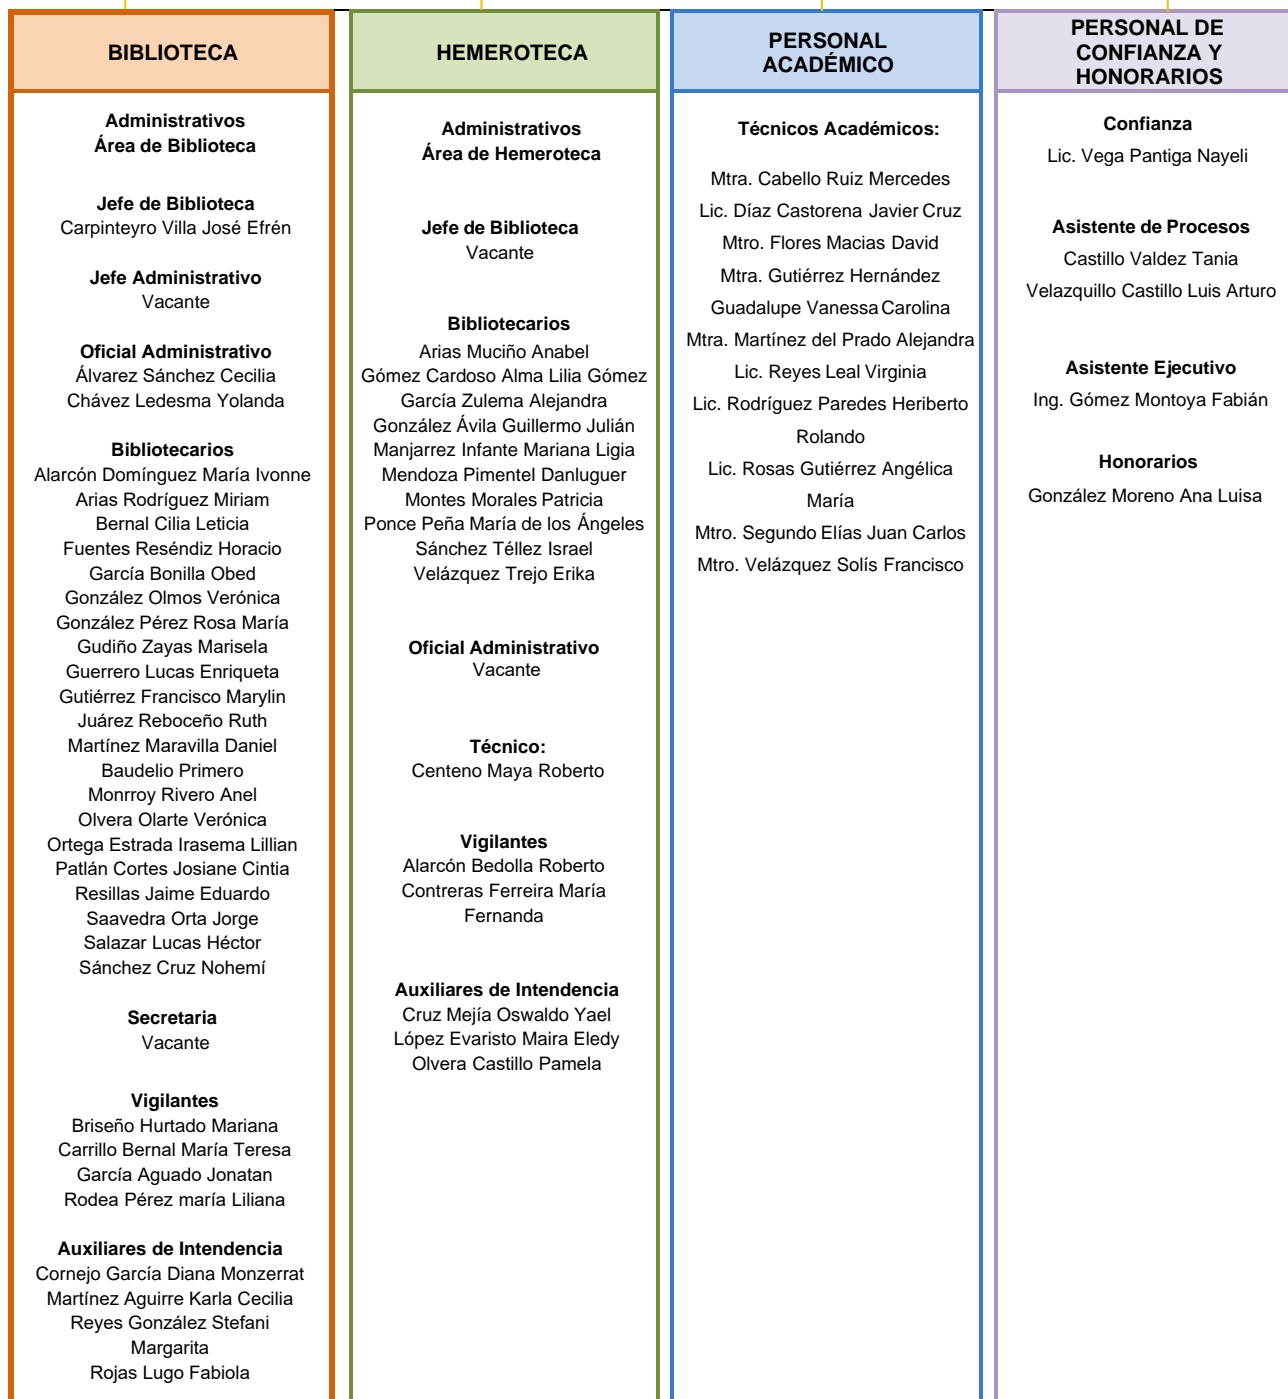 BIBLIOTECA
Administrativos
Área de Biblioteca
Jefe de Biblioteca
Carpinteyro Villa José Efrén
Jefe Administrativo
Vacante
Oficial Administrativo
Álvarez Sánchez Cecilia
Chávez Ledesma Yolanda
Bibliotecarios
Alarcón Domínguez María Ivonne
Arias Rodríguez Miriam
Bernal Cilia Leticia
Fuentes Reséndiz Horacio
García Bonilla Obed
González Olmos Verónica
González Pérez Rosa María
Gudiño Zayas Marisela
Guerrero Lucas Enriqueta
Gutiérrez Francisco Marylin
Juárez Reboceño Ruth
Martínez Maravilla Daniel
Baudelio Primero
Monrroy Rivero Anel
Olvera Olarte Verónica
Ortega Estrada Irasema Lillian
Patlán Cortes Josiane Cintia
Resillas Jaime Eduardo
Saavedra Orta Jorge
Salazar Lucas Héctor
Sánchez Cruz Nohemí
Secretaria
Vacante
Vigilantes
Briseño Hurtado Mariana
Carrillo Bernal María Teresa
García Aguado Jonatan
Rodea Pérez maría Liliana
Auxiliares de Intendencia
Cornejo García Diana Monzerrat
Martínez Aguirre Karla Cecilia
Reyes González Stefani
Margarita
Rojas Lugo Fabiola
HEMEROTECA
Administrativos
Área de Hemeroteca
Jefe de Biblioteca
Vacante
Bibliotecarios
Arias Muciño Anabel
Gómez Cardoso Alma Lilia Gómez
García Zulema Alejandra
González Ávila Guillermo Julián
Manjarrez Infante Mariana Ligia
Mendoza Pimentel Danluguer
Montes Morales Patricia
Ponce Peña María de los Ángeles
Sánchez Téllez Israel
Velázquez Trejo Erika
Oficial Administrativo
Vacante
Técnico:
Centeno Maya Roberto
Vigilantes
Alarcón Bedolla Roberto
Contreras Ferreira María
Fernanda
Auxiliares de Intendencia
Cruz Mejía Oswaldo Yael
López Evaristo Maira Eledy
Olvera Castillo Pamela
PERSONAL
ACADÉMICO
Técnicos Académicos:
Mtra. Cabello Ruiz Mercedes
Lic. Díaz Castorena Javier Cruz
Mtro. Flores Macias David
Mtra. Gutiérrez Hernández
Guadalupe Vanessa Carolina
Mtra. Martínez del Prado Alejandra
Lic. Reyes Leal Virginia
Lic. Rodríguez Paredes Heriberto
Rolando
Lic. Rosas Gutiérrez Angélica
María
Mtro. Segundo Elías Juan Carlos
Mtro. Velázquez Solís Francisco
PERSONAL DE
CONFIANZA Y
HONORARIOS
Confianza
Lic. Vega Pantiga Nayeli
Asistente de Procesos
Castillo Valdez Tania
Velazquillo Castillo Luis Arturo
Asistente Ejecutivo
Ing. Gómez Montoya Fabián
Honorarios
González Moreno Ana Luisa